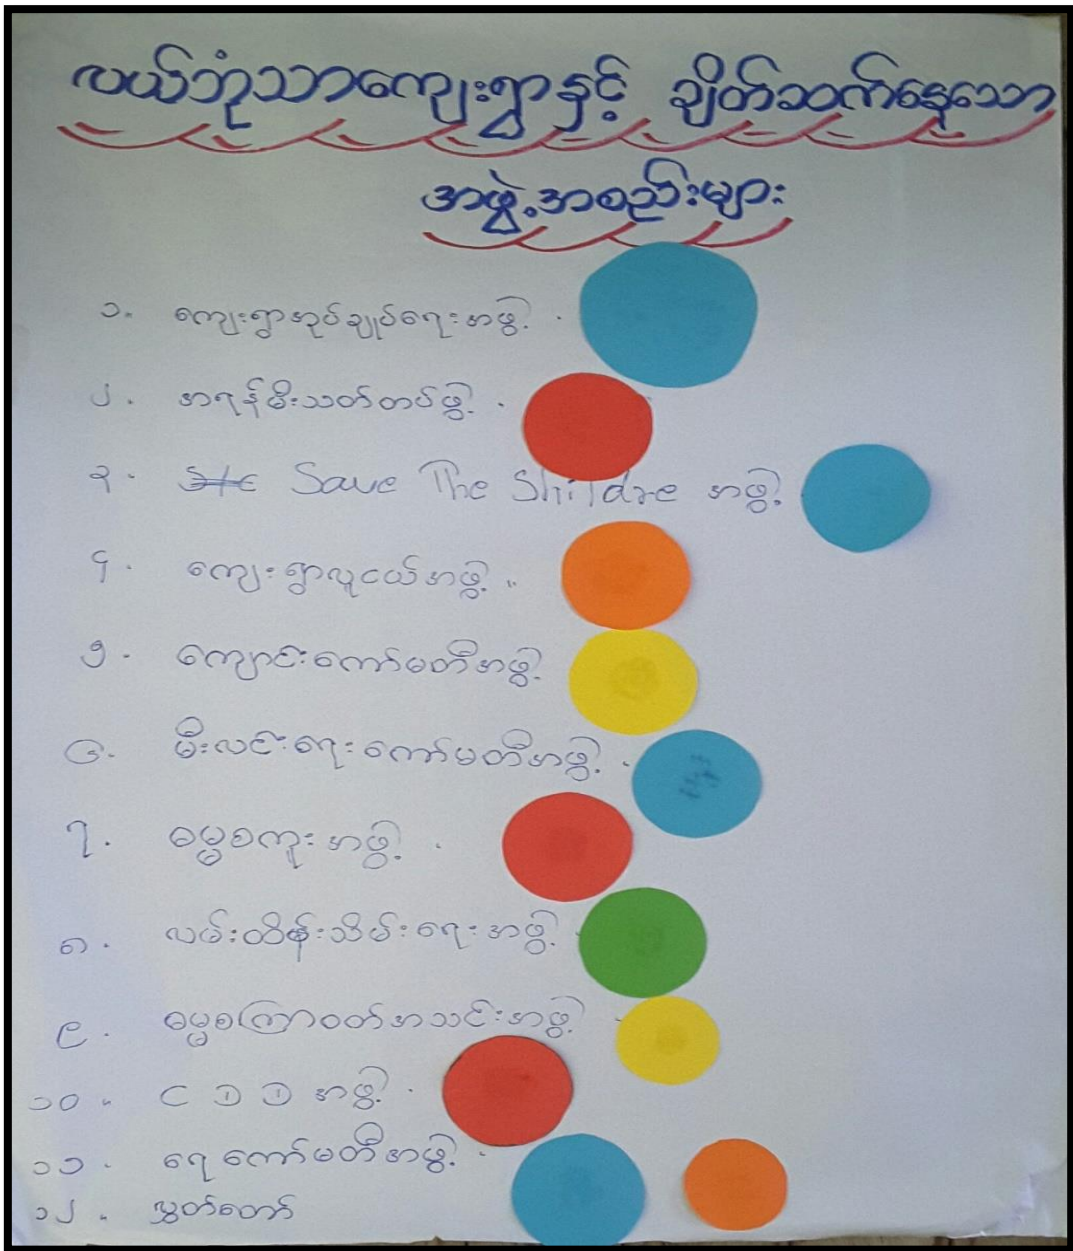 လယ်ဘုံသာကျေးရွာနှင့် ချိတ်ဆက်နေသော
အဖွဲ့အစည်းများ
၁။ ကျေးရွာအုပ်ချုပ်ရေးအဖွဲ့ .
၂. အရန်မီးသတ်တပ်ဖွဲ့ .
၃. Save The Shildre အဖွဲ့
၄. ကျေးရွာလူငယ်အဖွဲ့ ။
၅. ကျောင်းကော်မတီအဖွဲ့
၆. မီးလင်းရေးကော်မတီအဖွဲ့ .
၇. ဓမ္မစကူးအဖွဲ့ .
၈. လမ်းထိန်းသိမ်းရေးအဖွဲ့
၉. ဓမ္မစကြာဝတ်အသင်းအဖွဲ့
၁၀ ။ C D D အဖွဲ့ .
၁၁. ရေကော်မတီအဖွဲ့ .
၁၂ ။ လွှတ်တော်